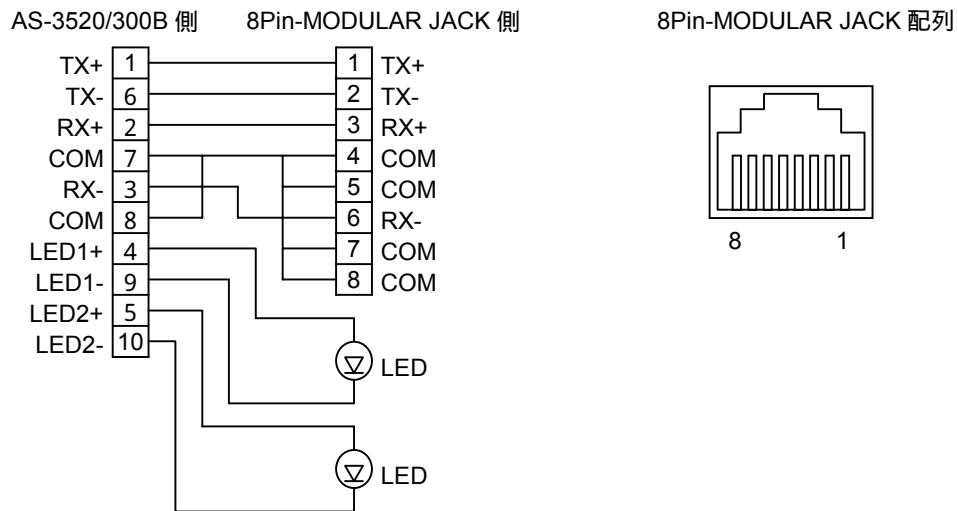 AS-3520/300B 側 8Pin-MODULAR JACK 側 8Pin-MODULAR JACK 配列
TX+ 1 1 TX+
TX- 6 2 TX-
RX+ 2 3 RX+
COM 7 4 COM
RX- 3 5 COM
COM 8 6 RX-
LED1+ 4 7 COM
LED1- 9 8 COM
LED2+ 5
LED2- 10
LED
LED
8 1